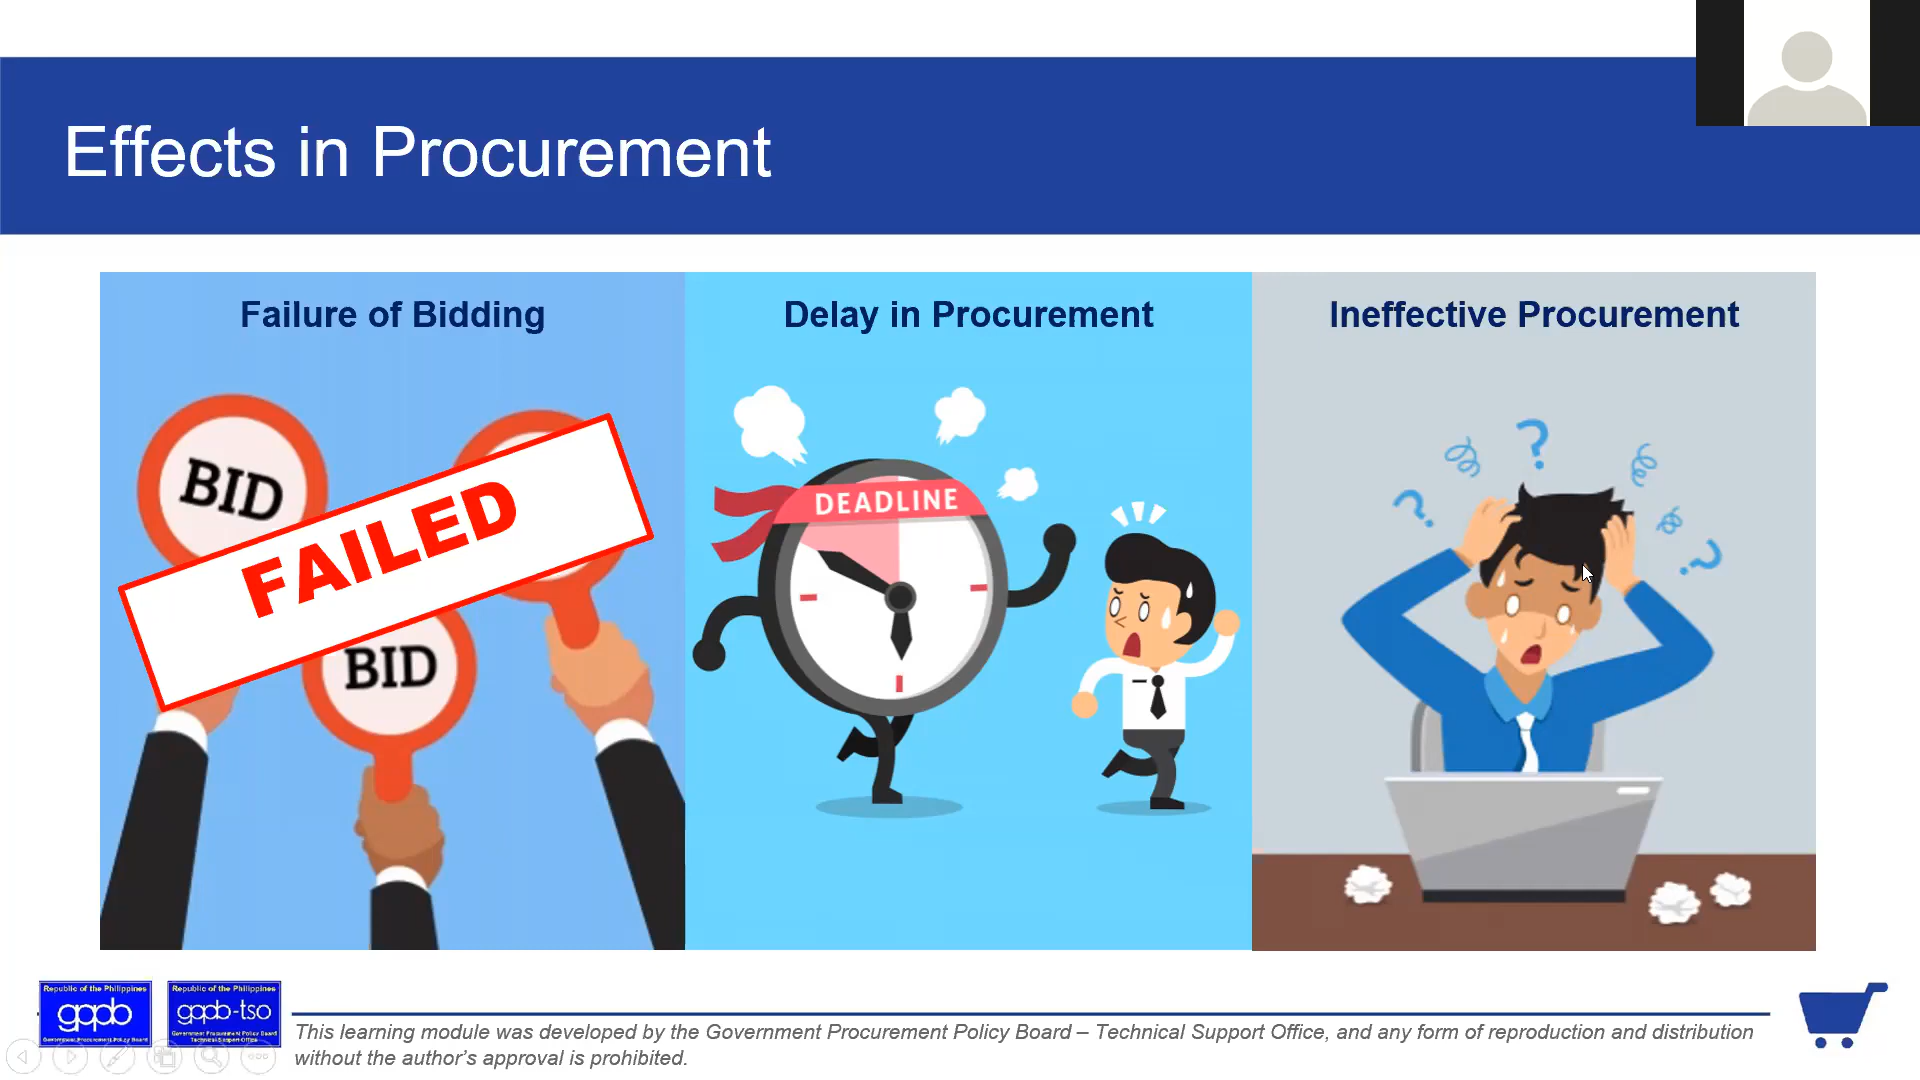 Effects in Procurement
Failure of Bidding
Delay in Procurement
Ineffective Procurement
BID
FAILED
BID
DEADLINE
?
?
?
Republic of the Philippines
gppb
Government Procurement Policy Board
Republic of the Philippines
gppb-tso
Government Procurement Policy Board
Technical Support Office
This learning module was developed by the Government Procurement Policy Board – Technical Support Office, and any form of reproduction and distribution
without the author's approval is prohibited.